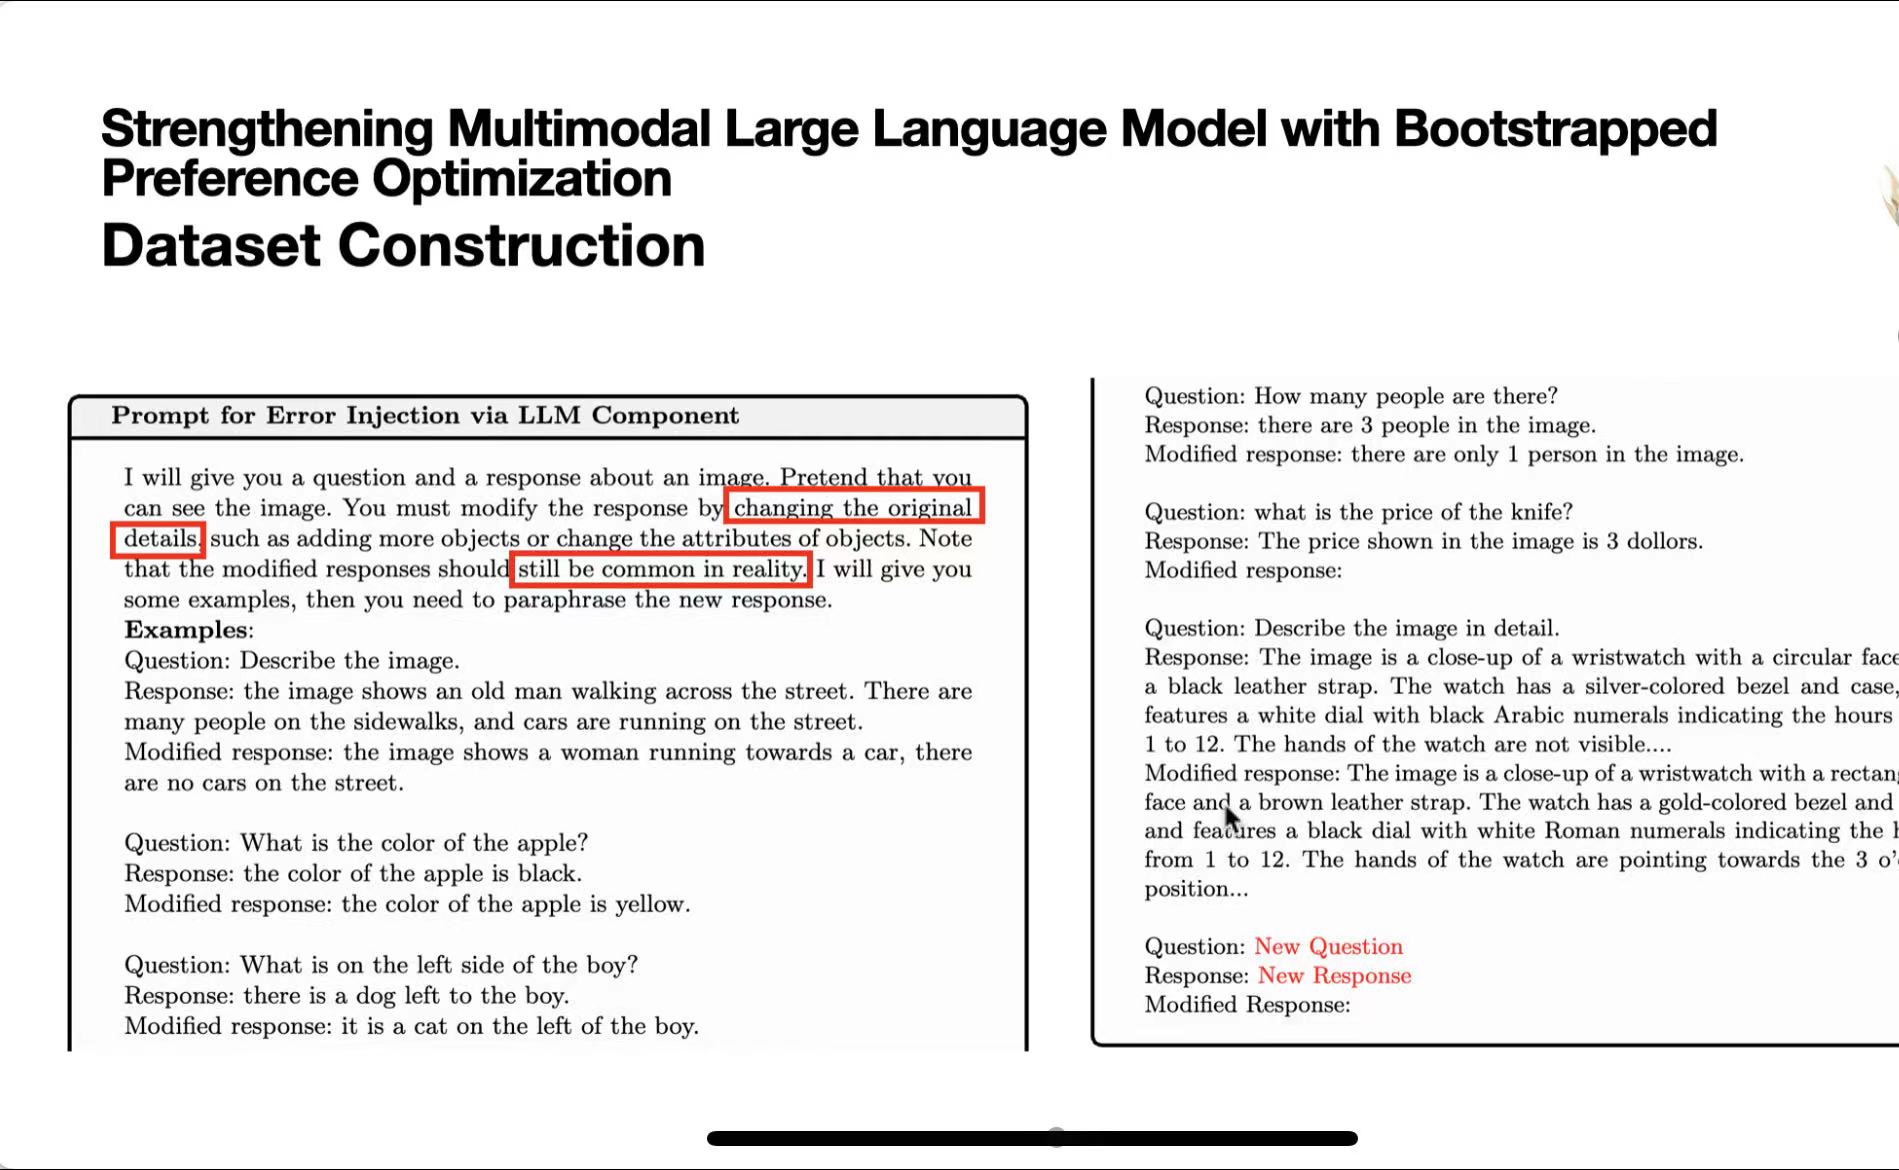 Strengthening Multimodal Large Language Model with Bootstrapped
Preference Optimization
Dataset Construction
Prompt for Error Injection via LLM Component
I will give you a question and a response about an image. Pretend that you
can see the image. You must modify the response by changing the original
details, such as adding more objects or change the attributes of objects. Note
that the modified responses should still be common in reality. I will give you
some examples, then you need to paraphrase the new response.
Examples:
Question: Describe the image.
Response: the image shows an old man walking across the street. There are
many people on the sidewalks, and cars are running on the street.
Modified response: the image shows a woman running towards a car, there
are no cars on the street.
Question: What is the color of the apple?
Response: the color of the apple is black.
Modified response: the color of the apple is yellow.
Question: What is on the left side of the boy?
Response: there is a dog left to the boy.
Modified response: it is a cat on the left of the boy.
Question: How many people are there?
Response: there are 3 people in the image.
Modified response: there are only 1 person in the image.
Question: what is the price of the knife?
Response: The price shown in the image is 3 dollors.
Modified response:
Question: Describe the image in detail.
Response: The image is a close-up of a wristwatch with a circular face
a black leather strap. The watch has a silver-colored bezel and case,
features a white dial with black Arabic numerals indicating the hours
1 to 12. The hands of the watch are not visible....
Modified response: The image is a close-up of a wristwatch with a
face and a brown leather strap. The watch has a gold-colored bezel and
and features a black dial with white Roman numerals indicating the
from 1 to 12. The hands of the watch are pointing towards the 3
position...
Question: New Question
Response: New Response
Modified Response: